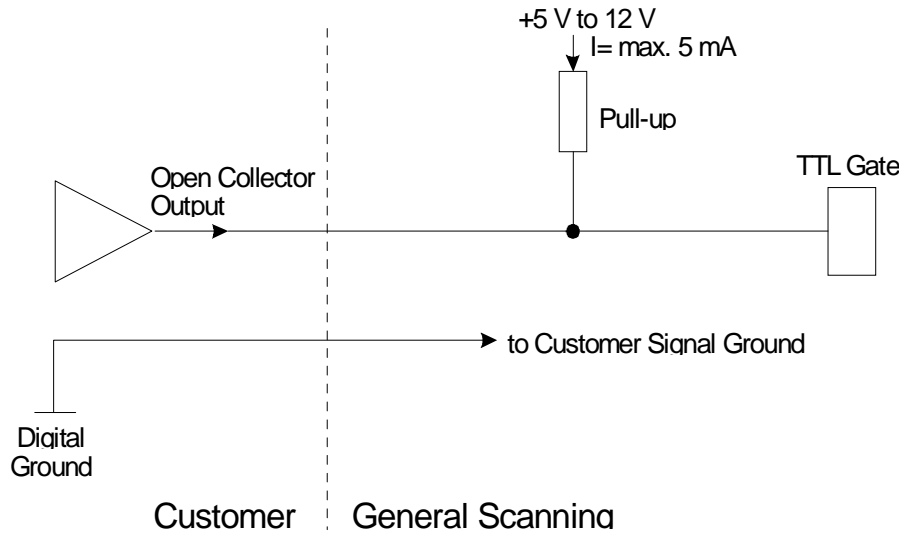 +5 V to 12 V
I= max. 5 mA
Pull-up
TTL Gate
Open Collector
Output
to Customer Signal Ground
Digital
Ground
Customer
General Scanning